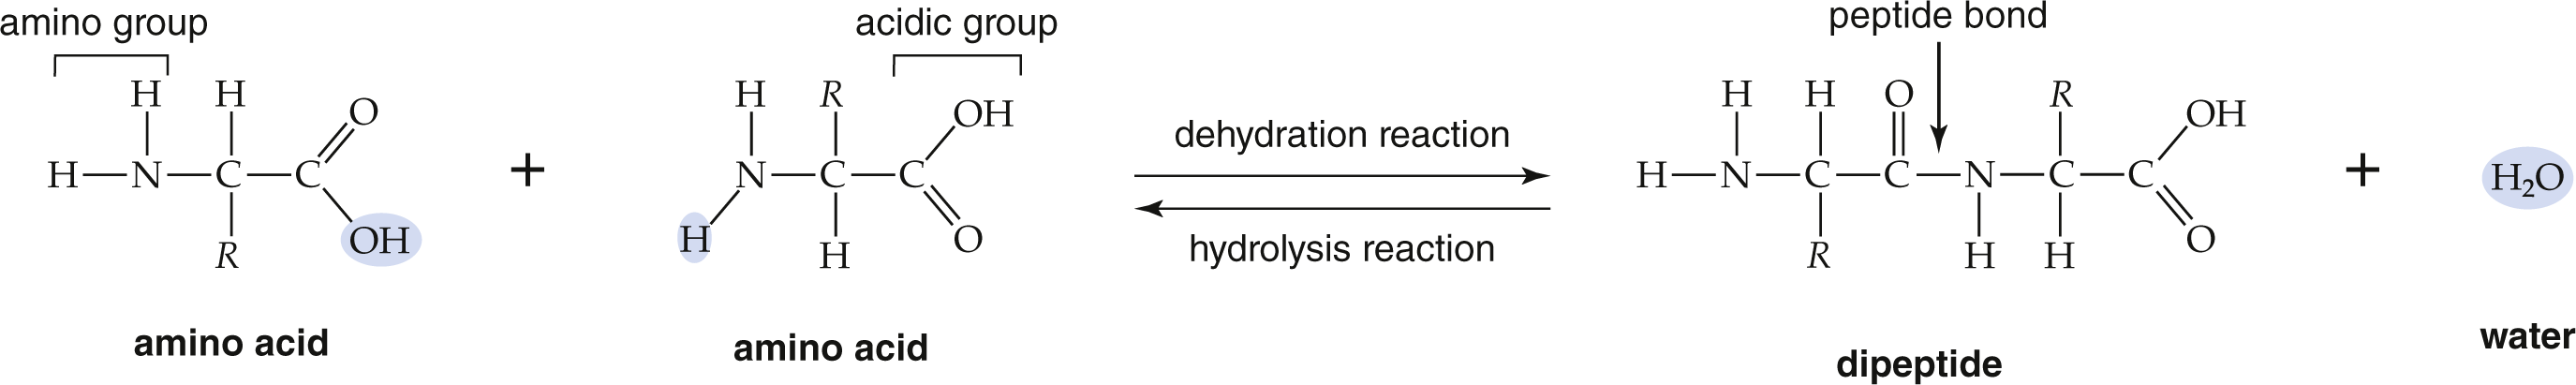 amino group
acidic group
peptide bond
H H O
H N C C OH
R
+
H R OH
N C C
H H O
dehydration reaction
hydrolysis reaction
H H O R OH
H N C C N C C
R H H O
+
H₂O
amino acid
amino acid
dipeptide
water